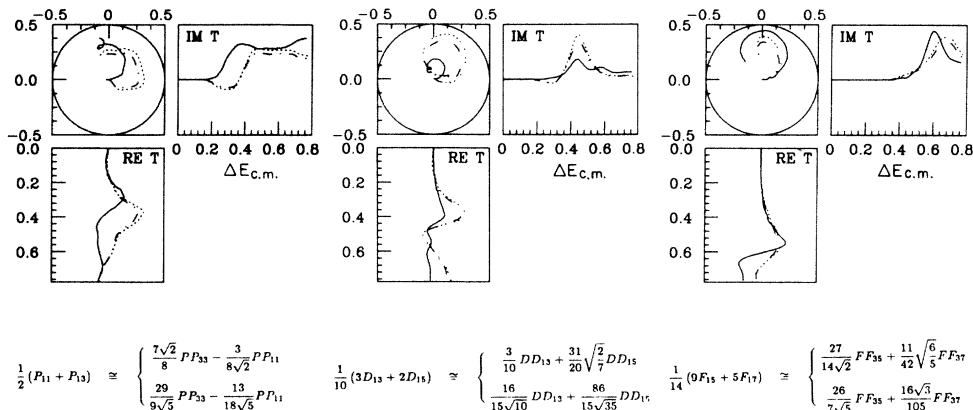 −0.5 0 0.5
−0.5 0 0.5
−0.5 0 0.5
0.5
0.0
−0.5
IM T
0.5
0.0
−0.5
IM T
0.5
0.0
−0.5
IM T
0 0.2 0.4 0.6 0.8
ΔE_{C.m.}
0 0.2 0.4 0.6 0.8
ΔE_{C.m.}
0 0.2 0.4 0.6 0.8
ΔE_{C.m.}
0.0
0.2
0.4
0.6
RE T
0.0
0.2
0.4
0.6
RE T
0.0
0.2
0.4
0.6
RE T
1/2 (P₁₁ + P₁₃) ≅ { 7√2/8 PP₃₃ − 3/(8√2) PP₁₁
29/(9√5) PP₃₃ − 13/(18√5) PP₁₁
1/10 (3D₁₃ + 2D₁₅) ≅ { 3/10 DD₁₃ + 31/20 √(2/7) DD₁₅
16/(15√10) DD₁₃ + 86/(15√35) DD₁₅
1/14 (9F₁₅ + 5F₁₇) ≅ { 27/(14√2) FF₃₅ + 11/42 √(6/5) FF₃₇
26/(7√5) FF₃₅ + 16√3/105 FF₃₇